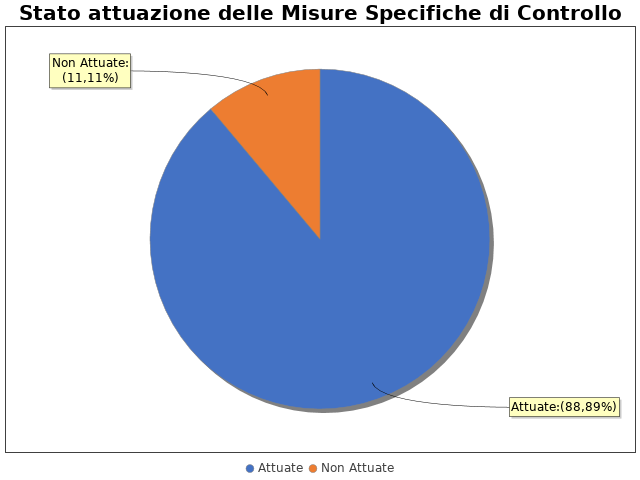 Stato attuazione delle Misure Specifiche di Controllo
Non Attuate:
(11,11%)
Attuate:(88,89%)
Attuate Non Attuate